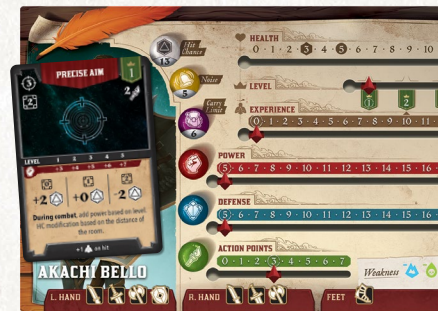 Hit Chance
15
Noise
5
Carry Limit
6
HEALTH
0 · 1 · 2 · 3 · 4 · 5 · 6 · 7 · 8 · 9 · 10
LEVEL
1 2
EXPERIENCE
0 · 1 · 2 · 3 · 4 · 5 · 6 · 7 · 8 · 9 · 10 · 11
POWER
5 · 6 · 7 · 8 · 9 · 10 · 11 · 12 · 13 · 14 · 15 · 16
DEFENSE
5 · 6 · 7 · 8 · 9 · 10 · 11 · 12 · 13 · 14 · 15 · 16
ACTION POINTS
0 · 1 · 2 · 3 · 4 · 5 · 6 · 7
Weakness
PRECISE AIM
1
3
2
2
LEVEL 1 2 3 4 5
+2 +0 -2
During combat, add power based on level.
HC modification based on the distance of
the room.
+1 on hit
AKACHI BELLO
L. HAND
R. HAND
FEET